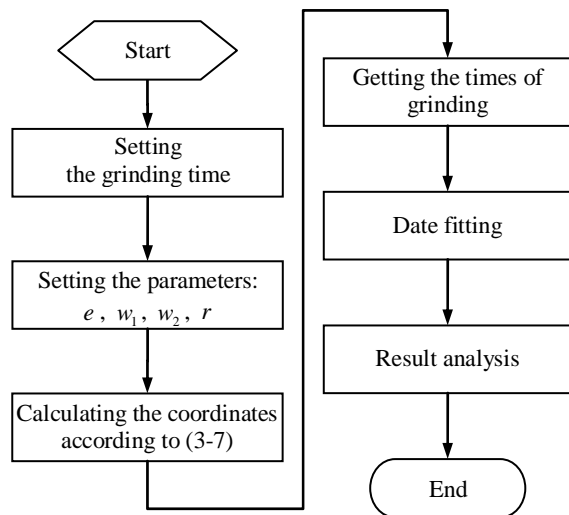 Start
Setting
the grinding time
Setting the parameters:
e , w₁ , w₂ , r
Calculating the coordinates
according to (3-7)
Getting the times of
grinding
Date fitting
Result analysis
End